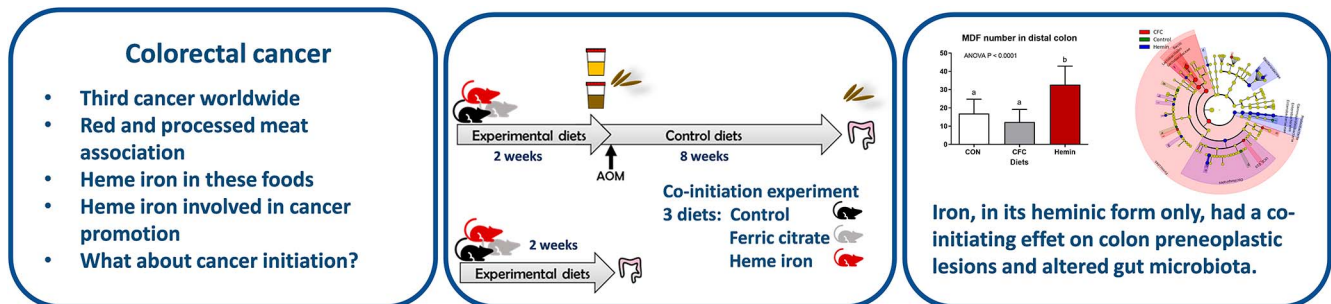 Colorectal cancer
• Third cancer worldwide
• Red and processed meat
association
• Heme iron in these foods
• Heme iron involved in cancer
promotion
• What about cancer initiation?
Experimental diets
Control diets
2 weeks
8 weeks
AOM
Co-initiation experiment
3 diets: Control
Ferric citrate
Heme iron
2 weeks
Experimental diets
MDF number in distal colon
ANOVA P < 0.0001
50
40
30
20
10
0
a
a
b
CON
CFC
Hemin
Diets
CFC
Control
Hemin
Iron, in its heminic form only, had a co-
initiating effet on colon preneoplastic
lesions and altered gut microbiota.